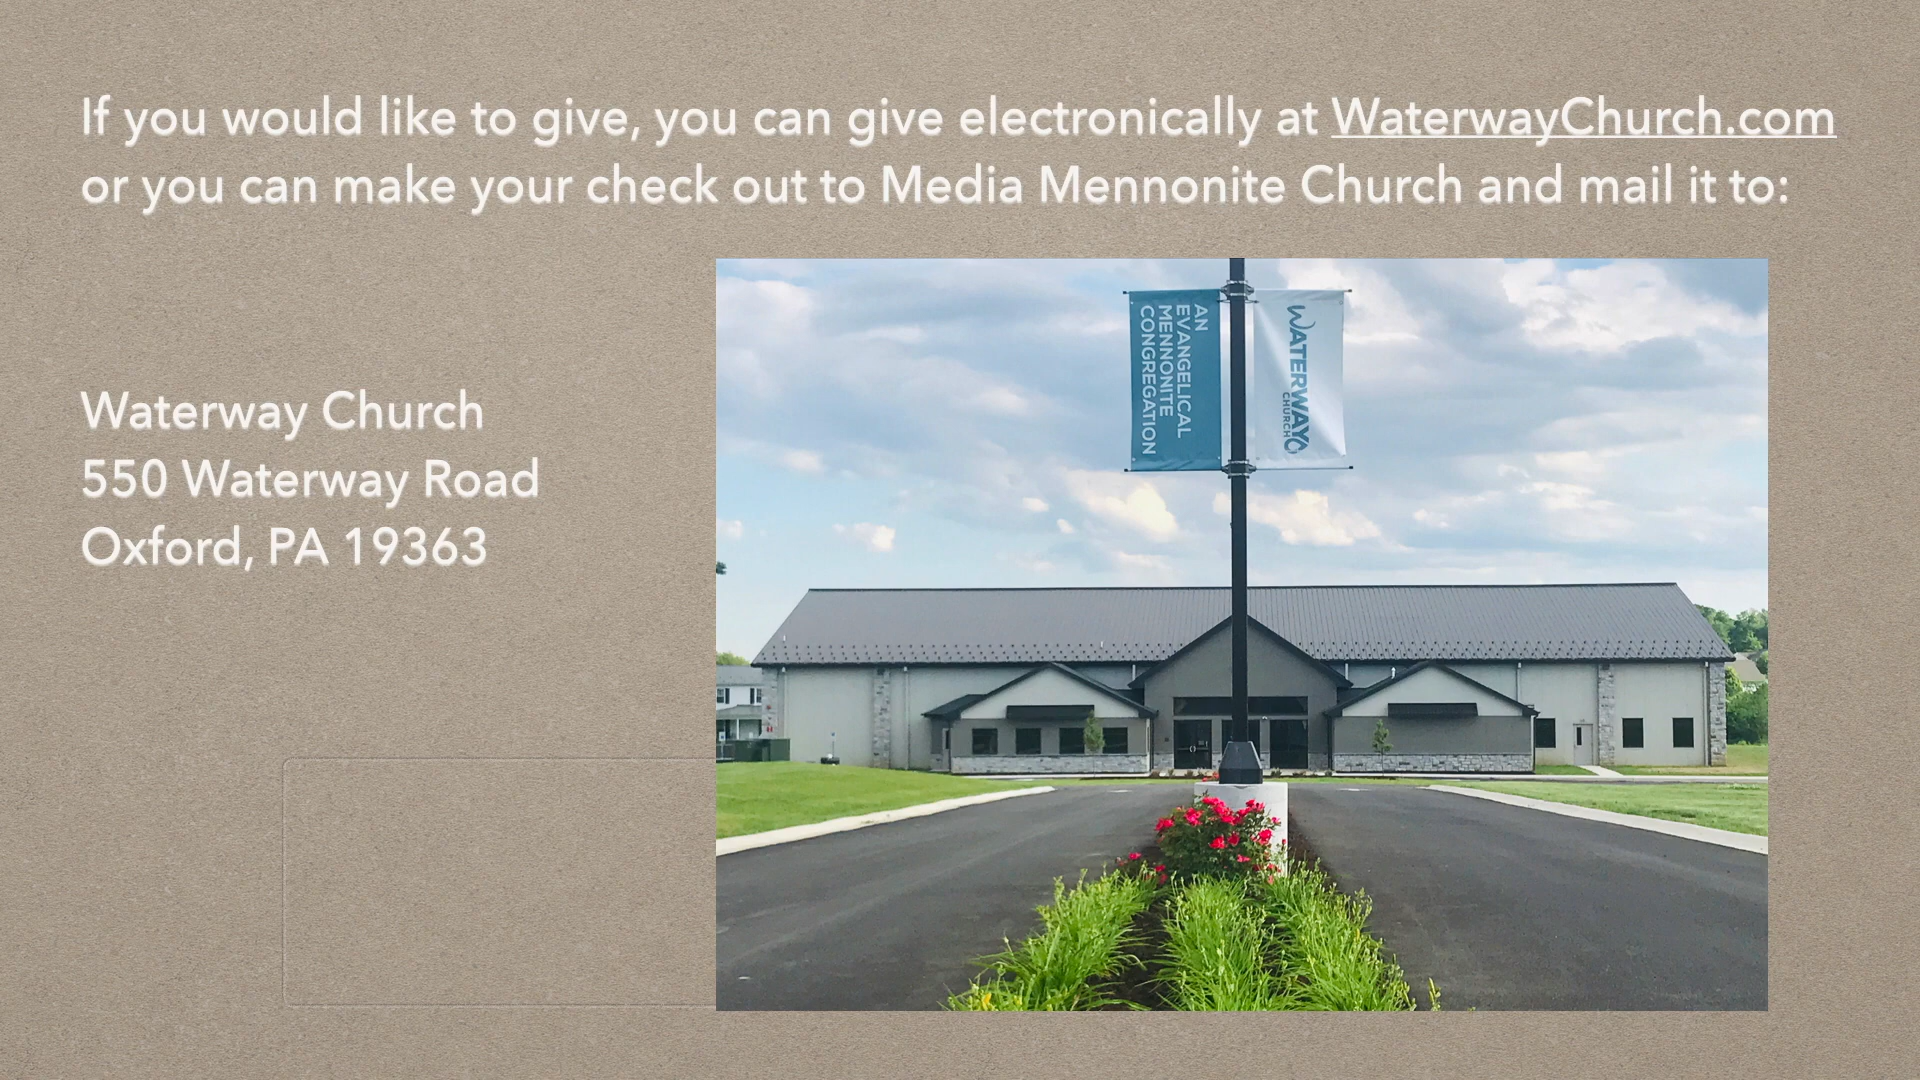 If you would like to give, you can give electronically at WaterwayChurch.com
or you can make your check out to Media Mennonite Church and mail it to:
Waterway Church
550 Waterway Road
Oxford, PA 19363
AN
EVANGELICAL
MENNONITE
CONGREGATION
WATERWAY
CHURCH